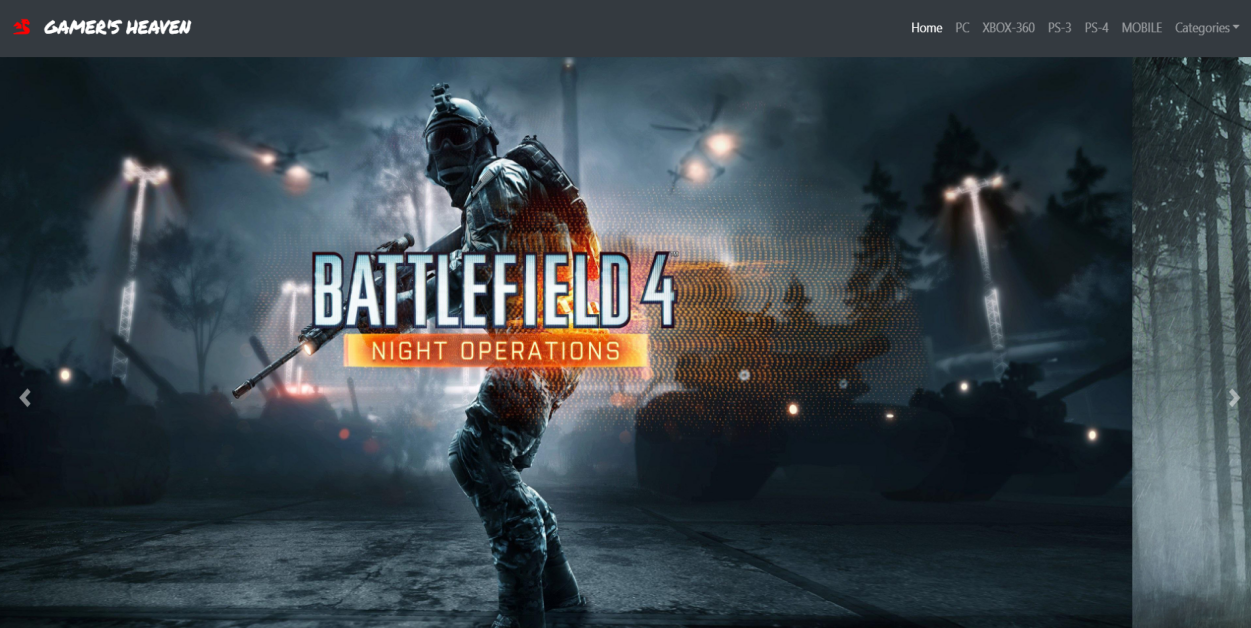 GAMER'S HEAVEN
Home PC XBOX-360 PS-3 PS-4 MOBILE Categories
BATTLEFIELD 4
NIGHT OPERATIONS